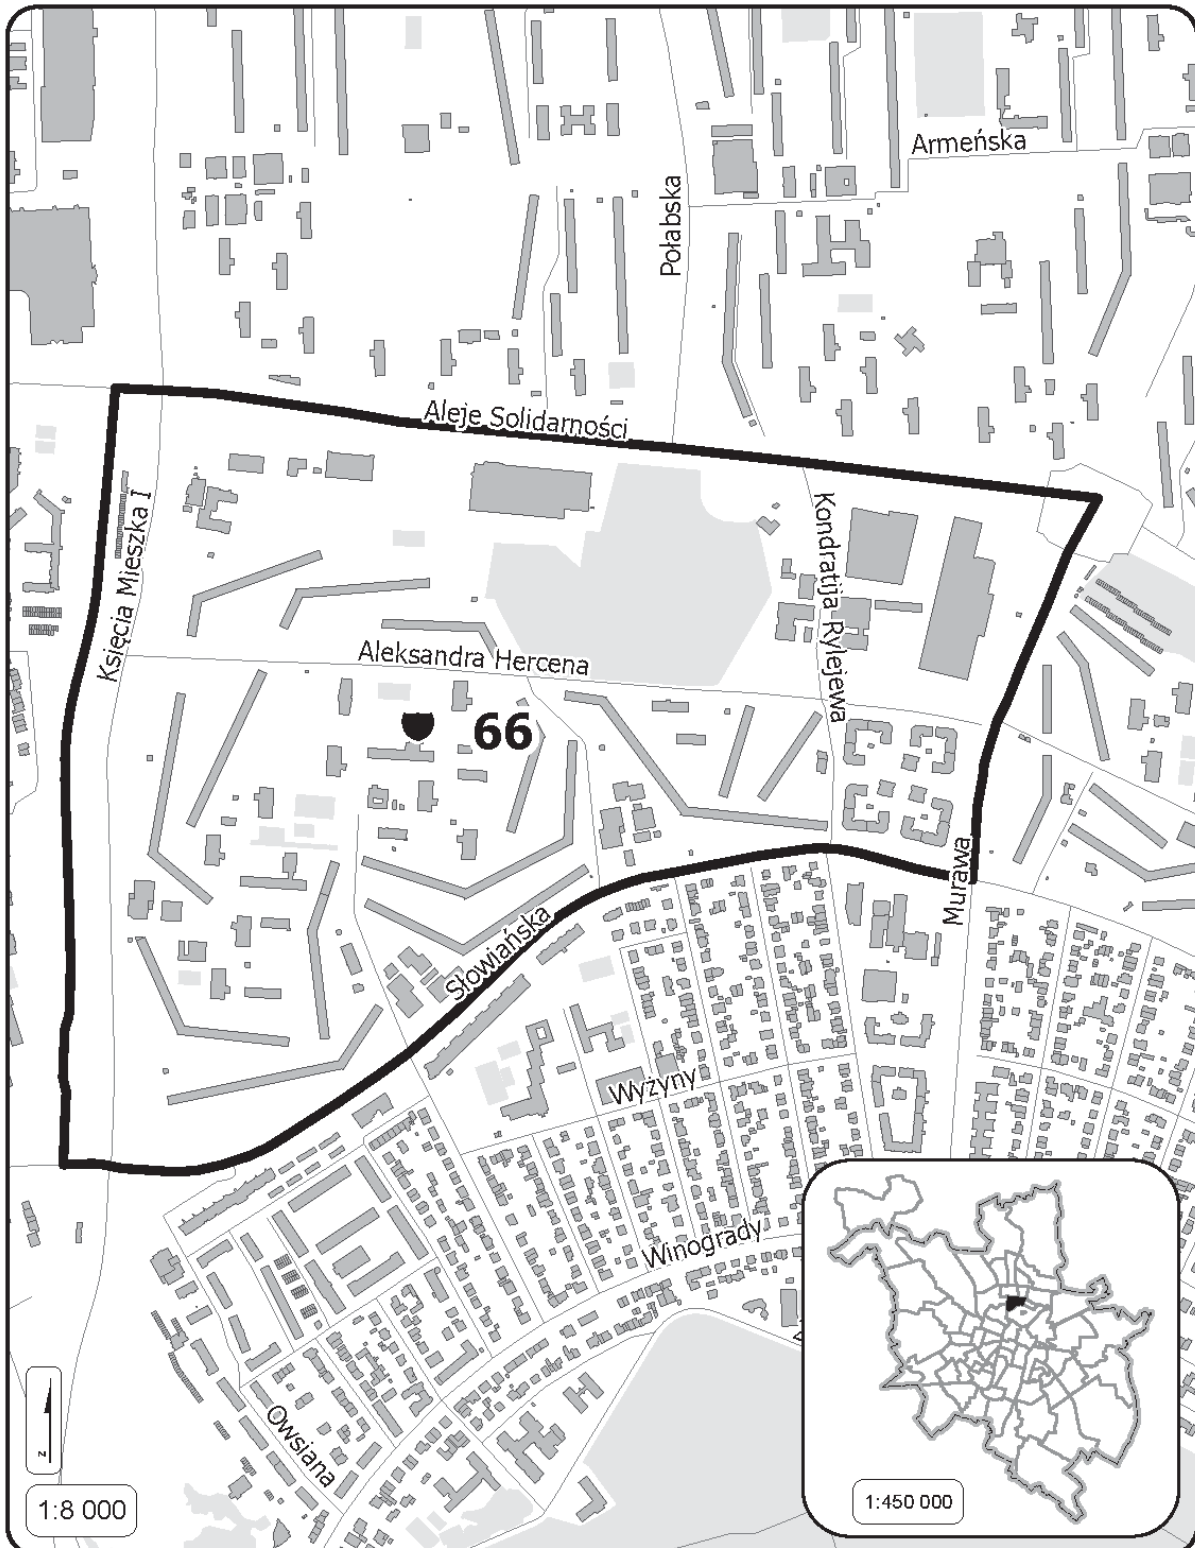 Armeńska
Połabska
Aleje Solidarności
Księcia Mieszka I
Kondratija Rylejewa
Aleksandra Hercena
66
Murawa
Słowiańska
Wyżyny
Winogrady
Owsiana
N
1:8 000
1:450 000